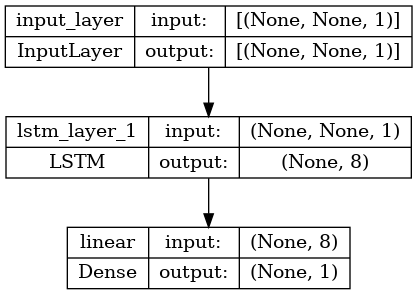 input_layer input: [(None, None, 1)]
InputLayer output: [(None, None, 1)]
lstm_layer_1 input: (None, None, 1)
LSTM output: (None, 8)
linear input: (None, 8)
Dense output: (None, 1)